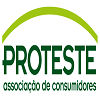 PROTESTE
associação de consumidores